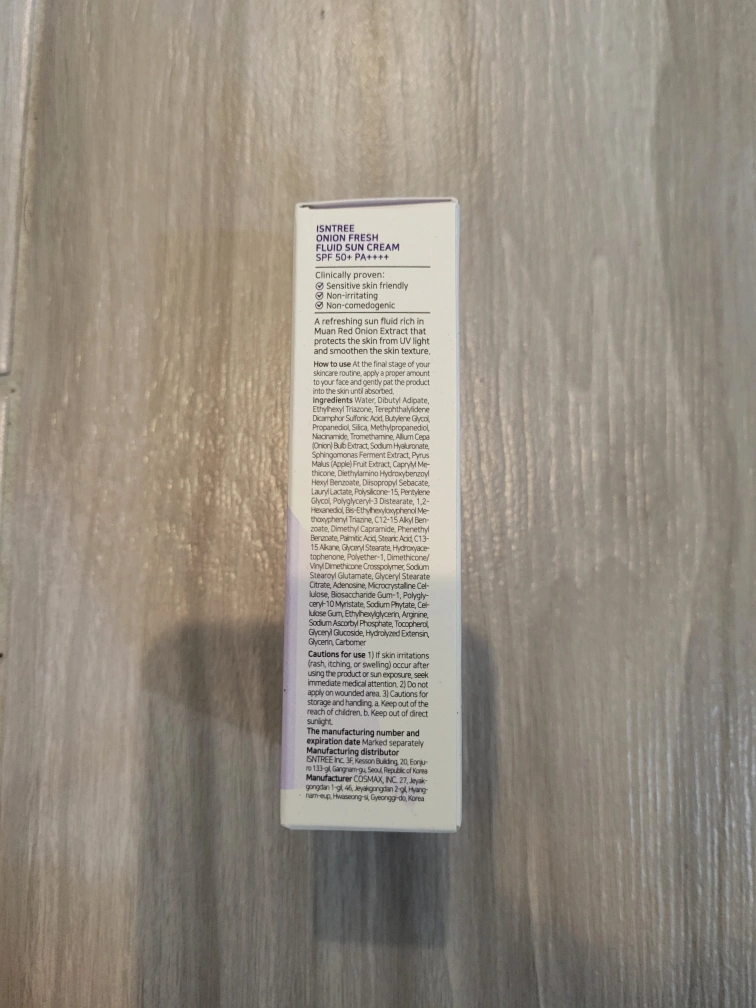 ISNTREE
ONION FRESH
FLUID SUN CREAM
SPF 50+ PA++++
Clinically proven:
Sensitive skin friendly
Non-irritating
Non-comedogenic
A refreshing sun fluid rich in
Muan Red Onion Extract that
protects the skin from UV light
and smoothen the skin texture.
How to use At the final stage of your
skincare routine, apply a proper amount
to your face and gently pat the product
into the skin until absorbed.
Ingredients Water, Dibutyl Adipate,
Ethylhexyl Triazone, Terephthalylidene
Dicamphor Sulfonic Acid, Butylene Glycol,
Propanediol, Silica, Methylpropanediol,
Niacinamide, Tromethamine, Allium Cepa
(Onion) Bulb Extract, Sodium Hyaluronate,
Sphingomonas Ferment Extract, Pyrus
Malus (Apple) Fruit Extract, Caprylyl Me-
thicone, Diethylamino Hydroxybenzoyl
Hexyl Benzoate, Diisopropyl Sebacate,
Lauryl Lactate, Polysilicone-15, Pentylene
Glycol, Polyglyceryl-3 Distearate, 1,2-
Hexanediol, Bis-Ethylhexyloxyphenol Me-
thoxyphenyl Triazine, C12-15 Alkyl Ben-
zoate, Dimethyl Capramide, Phenethyl
Benzoate, Palmitic Acid, Stearic Acid, C13-
15 Alkane, Glyceryl Stearate, Hydroxyace-
tophenone, Polyether-1, Dimethicone/
Vinyl Dimethicone Crosspolymer, Sodium
Stearoyl Glutamate, Glyceryl Stearate
Citrate, Adenosine, Microcrystalline Cel-
lulose, Biosaccharide Gum-1, Polygly-
ceryl-10 Myristate, Sodium Phytate, Cel-
lulose Gum, Ethylhexylglycerin, Arginine,
Sodium Ascorbyl Phosphate, Tocopherol,
Glyceryl Glucoside, Hydrolyzed Extensin,
Glycerin, Carbomer
Cautions for use 1) If skin irritations
(rash, itching, or swelling) occur after
using the product or sun exposure, seek
immediate medical attention. 2) Do not
apply on wounded area. 3) Cautions for
storage and handling. a. Keep out of the
reach of children. b. Keep out of direct
sunlight.
The manufacturing number and
expiration date Marked separately
Manufacturing distributor
ISNTREE Inc. 3F, Kesson Building, 20, Eonju-
ro 133-gil, Gangnam-gu, Seoul, Republic of Korea
Manufacturer COSMAX, INC. 27, Jeyak-
gongdan 1-gil, 46, Jeyakgongdan 2-gil, Hyang-
nam-eup, Hwaseong-si, Gyeonggi-do, Korea